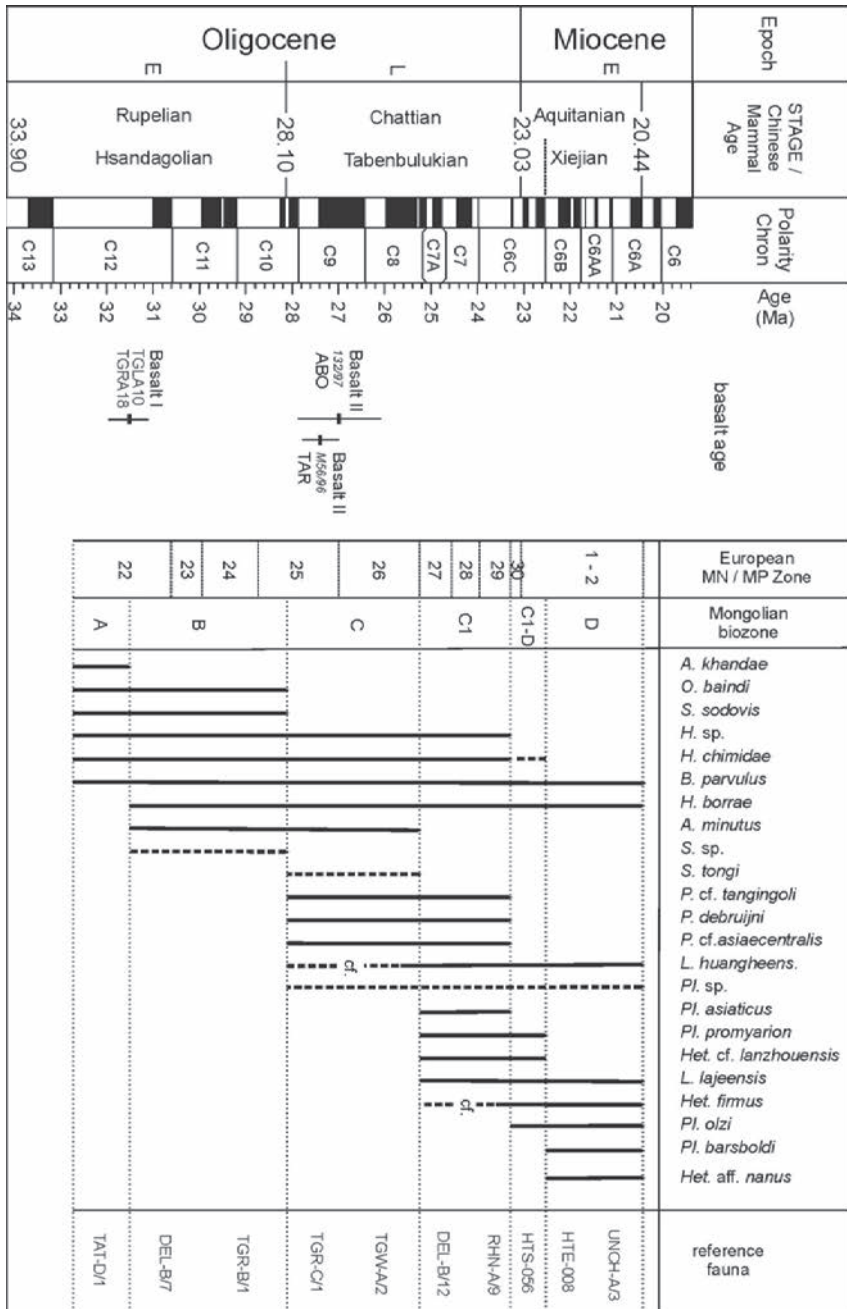 Epoch
Oligocene
Miocene
E
L
E
STAGE /
Chinese
Mammal
Age
Rupelian
Chattian
Aquitanian
Hsandagolian
Tabenbulukian
Xiejian
33.90
28.10
23.03
20.44
Polarity
Chron
C13
C12
C11
C10
C9
C8
C7A
C7
C6C
C6B
C6AA
C6A
C6
Age
(Ma)
34
33
32
31
30
29
28
27
26
25
24
23
22
21
20
basalt age
Basalt I
TGLA10
TGRA18
Basalt II
132/97
ABO
Basalt II
M56/96
TAR
European
MN / MP Zone
22
23
24
25
26
27
28
29
30
1 - 2
Mongolian
biozone
A
B
C
C1
C1-D
D
A. khandae
O. baindi
S. sodovis
H. sp.
H. chimidae
B. parvulus
H. borrae
A. minutus
S. sp.
S. tongi
P. cf. tangingoli
P. debruijni
P. cf.asiaecentralis
cf.
L. huangheens.
Pl. sp.
Pl. asiaticus
Pl. promyarion
Het. cf. lanzhouensis
L. lajeensis
cf.
Het. firmus
Pl. olzi
Pl. barsboldi
Het. aff. nanus
reference
fauna
TAT-D/1
DEL-B/7
TGR-B/1
TGR-C/1
TGW-A/2
DEL-B/12
RHN-A/9
HTS-056
HTE-008
UNCH-A/3